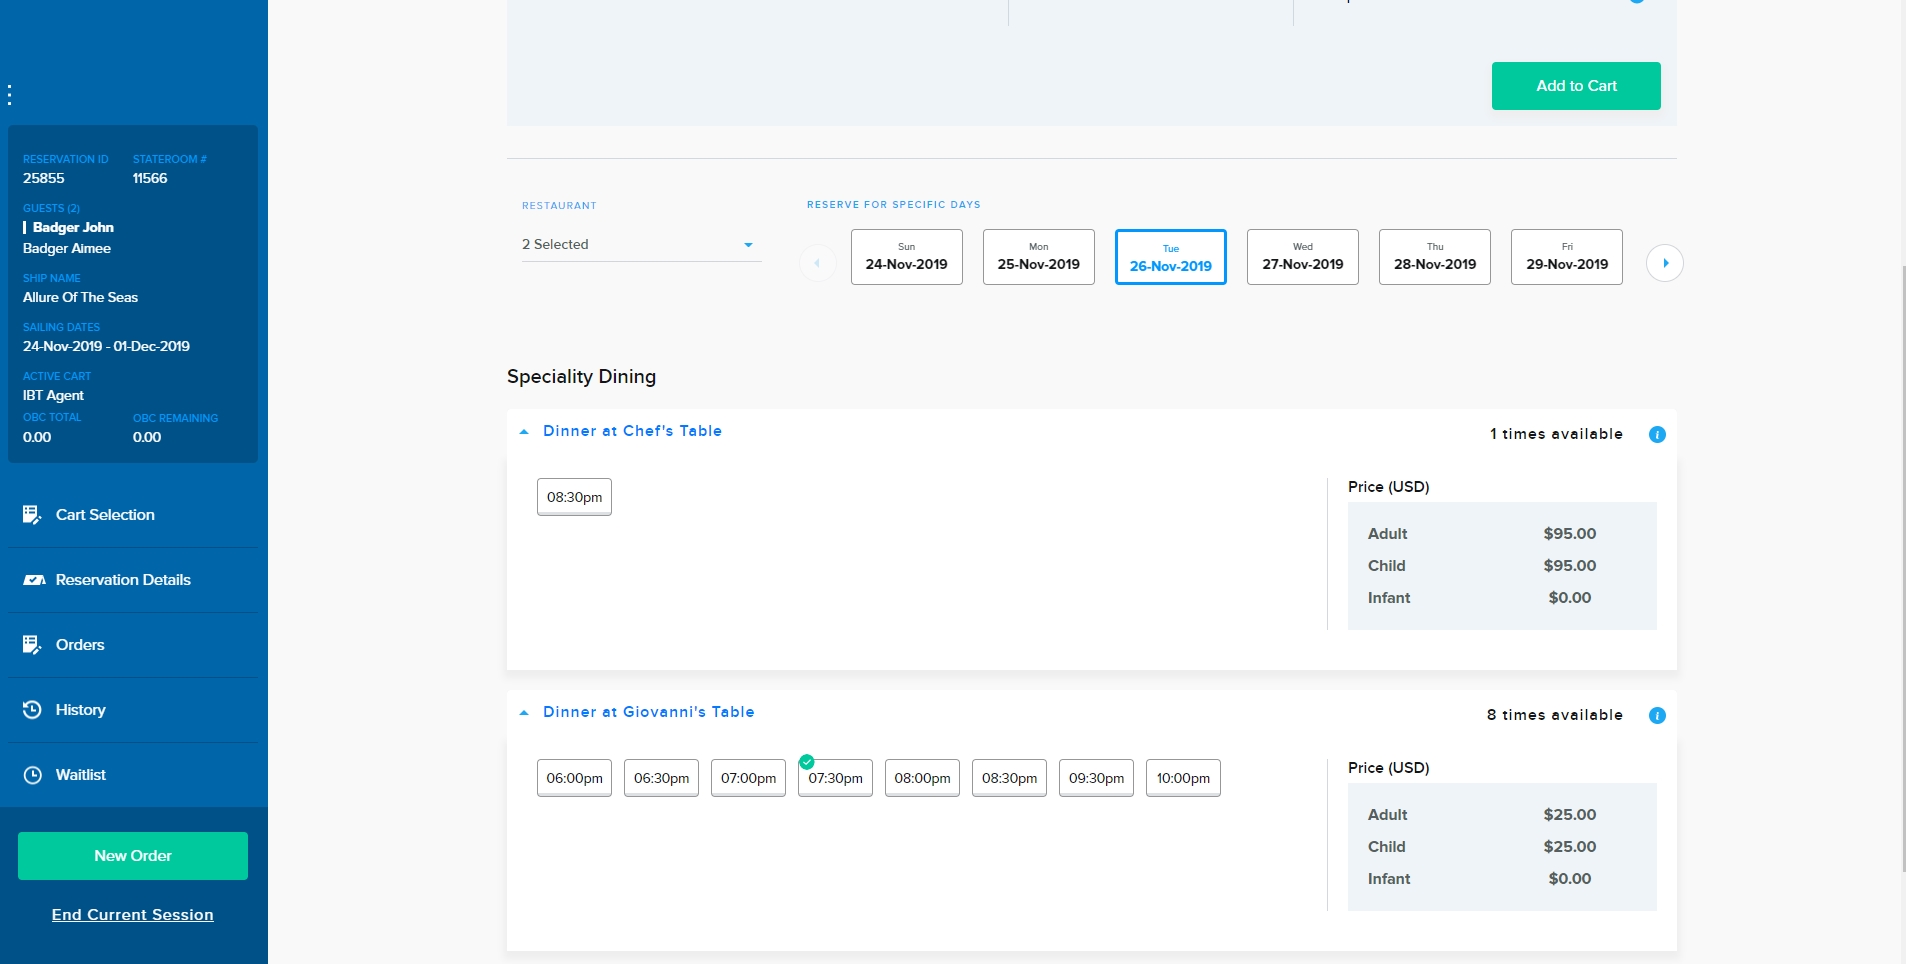 Add to Cart
RESERVATION ID STATEROOM #
25855 11566
GUESTS (2)
Badger John
Badger Aimee
SHIP NAME
Allure Of The Seas
SAILING DATES
24-Nov-2019 - 01-Dec-2019
ACTIVE CART
IBT Agent
OBC TOTAL OBC REMAINING
0.00 0.00
Cart Selection
Reservation Details
Orders
History
Waitlist
New Order
End Current Session
RESTAURANT
2 Selected
RESERVE FOR SPECIFIC DAYS
Sun Mon Tue Wed Thu Fri
24-Nov-2019 25-Nov-2019 26-Nov-2019 27-Nov-2019 28-Nov-2019 29-Nov-2019
Speciality Dining
Dinner at Chef's Table 1 times available
08:30pm
Price (USD)
Adult $95.00
Child $95.00
Infant $0.00
Dinner at Giovanni's Table 8 times available
06:00pm 06:30pm 07:00pm 07:30pm 08:00pm 08:30pm 09:30pm 10:00pm
Price (USD)
Adult $25.00
Child $25.00
Infant $0.00